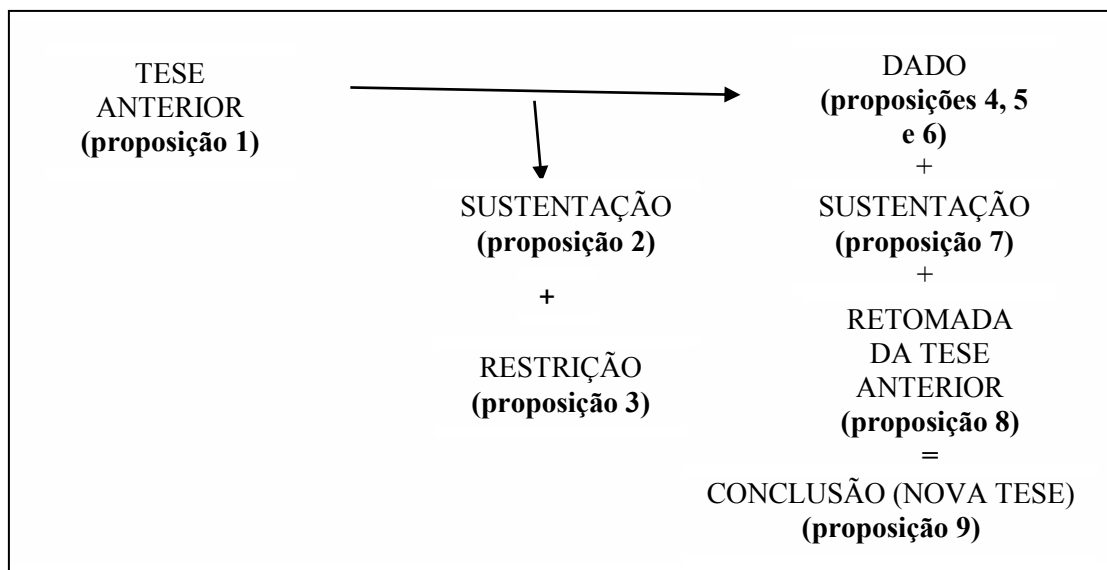 TESE
ANTERIOR
(proposição 1)
SUSTENTAÇÃO
(proposição 2)
+
RESTRIÇÃO
(proposição 3)
DADO
(proposições 4, 5
e 6)
+
SUSTENTAÇÃO
(proposição 7)
+
RETOMADA
DA TESE
ANTERIOR
(proposição 8)
=
CONCLUSÃO (NOVA TESE)
(proposição 9)